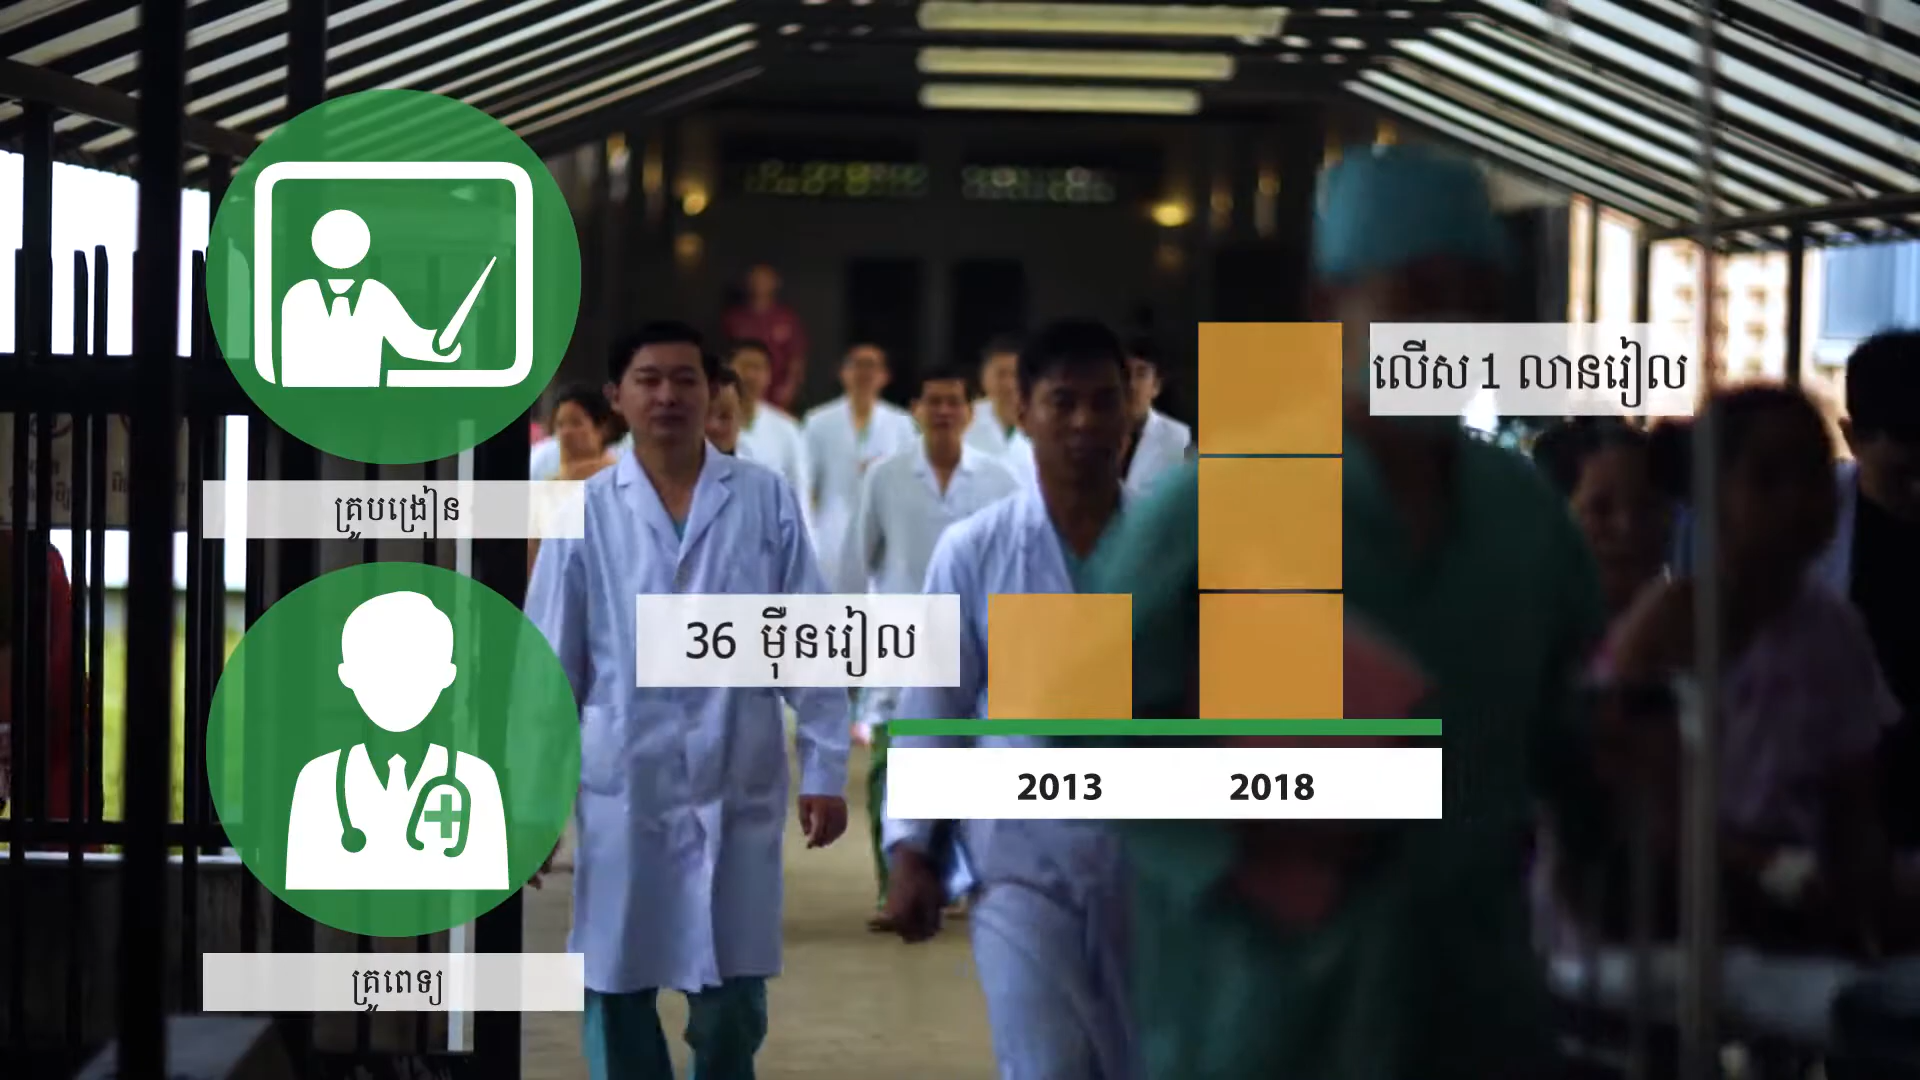 គ្រូបង្រៀន
គ្រូពេទ្យ
36 ម៉ឺនរៀល
លើស 1 លានរៀល
2013 2018